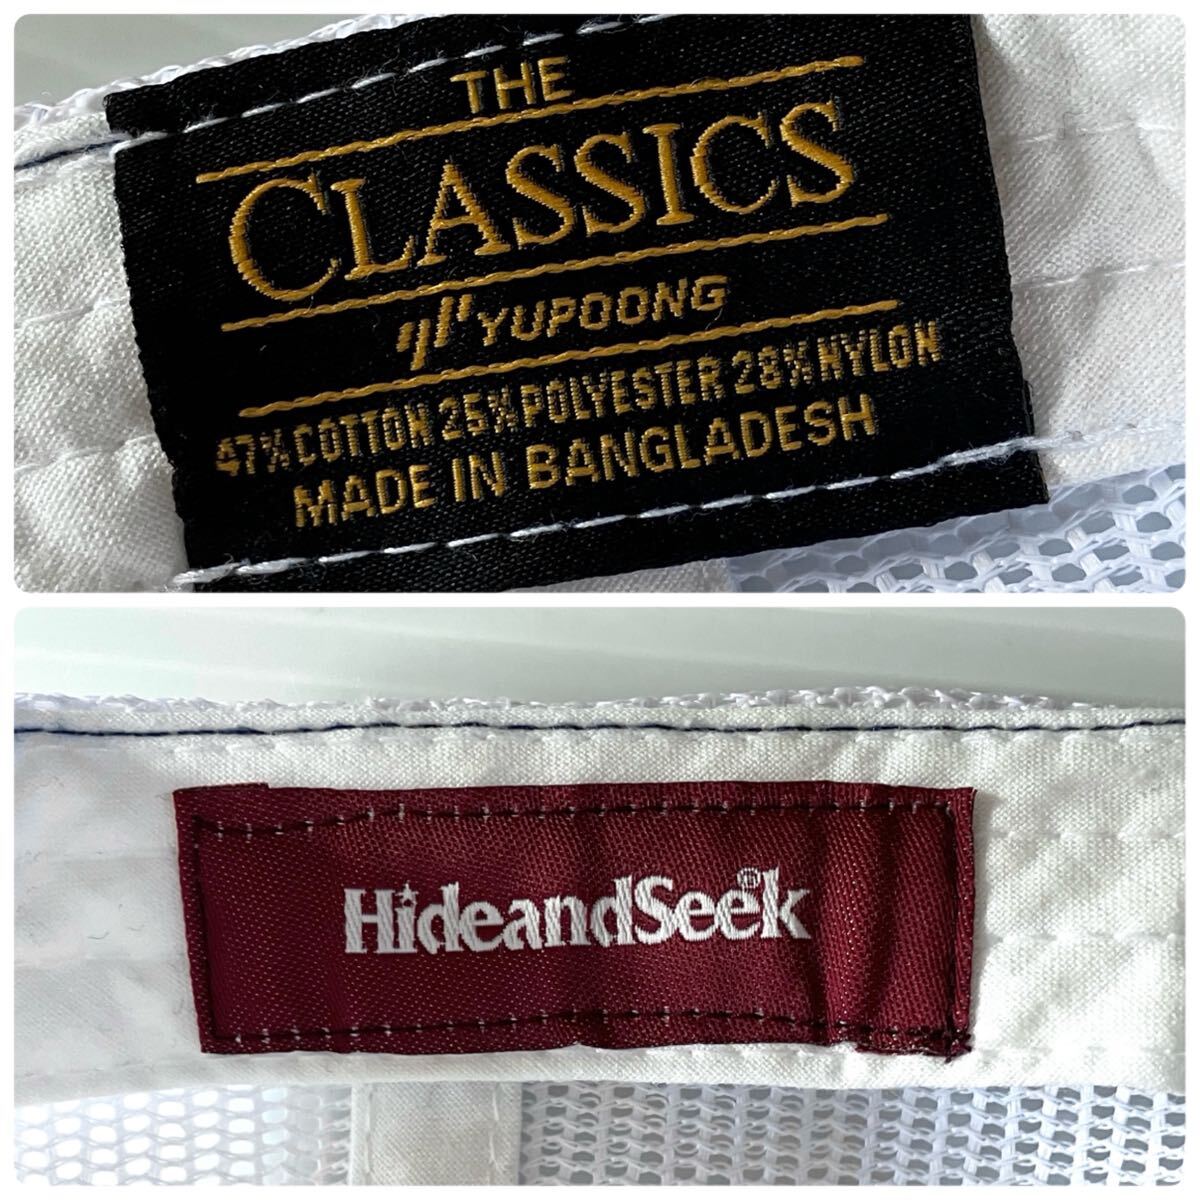 THE
CLASSICS
YUPOONG
47%COTTON 25%POLYESTER 28%NYLON
MADE IN BANGLADESH
HideandSeek®